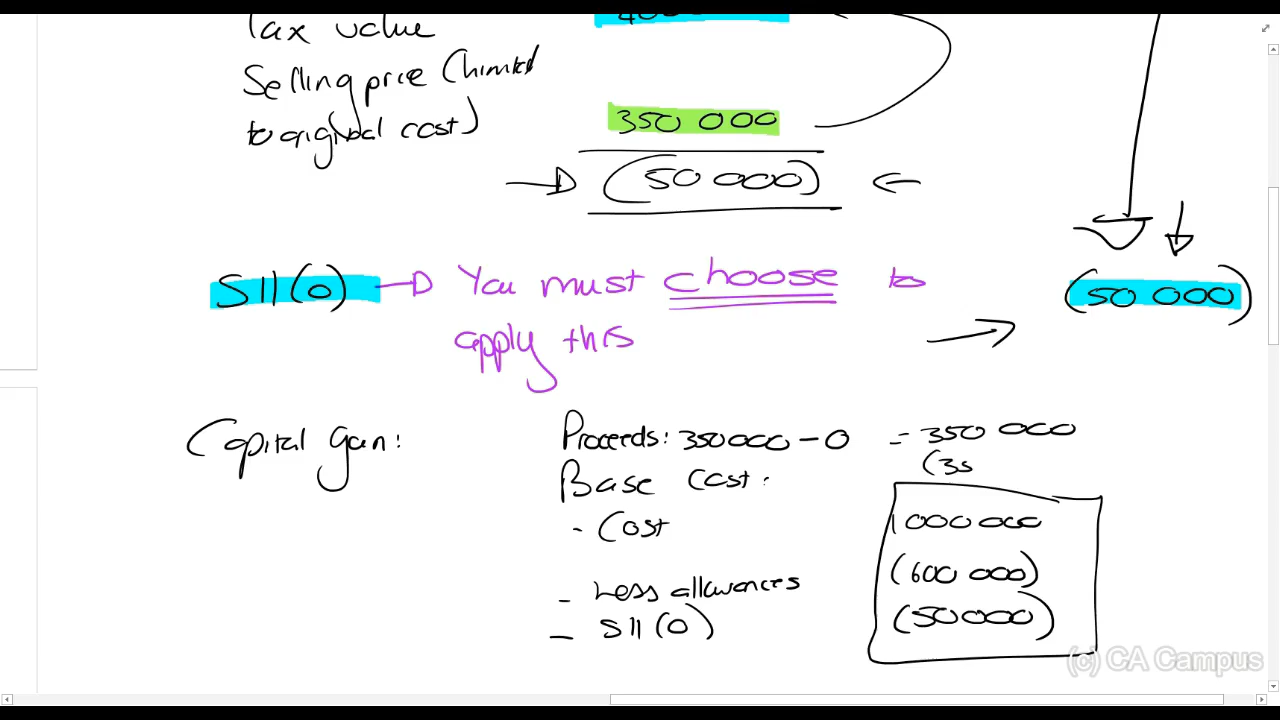 Tax value
Selling price (limited
to original cost)
350 000
(50 000)
S11(o) → You must choose to
apply this
(50 000)
Capital gain:
Proceeds: 350000 - 0 = 350 000
Base cost: (35
- Cost 1000 000
- Less allowances (600 000)
- S11(o) (50 000)
(c) CA Campus